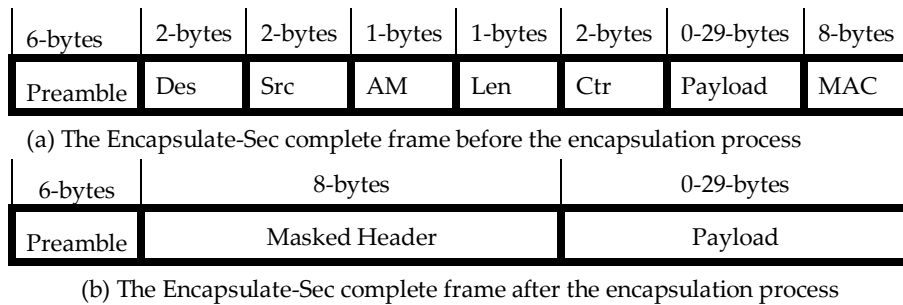 6-bytes 2-bytes 2-bytes 1-bytes 1-bytes 2-bytes 0-29-bytes 8-bytes
Preamble Des Src AM Len Ctr Payload MAC
(a) The Encapsulate-Sec complete frame before the encapsulation process
6-bytes 8-bytes 0-29-bytes
Preamble Masked Header Payload
(b) The Encapsulate-Sec complete frame after the encapsulation process